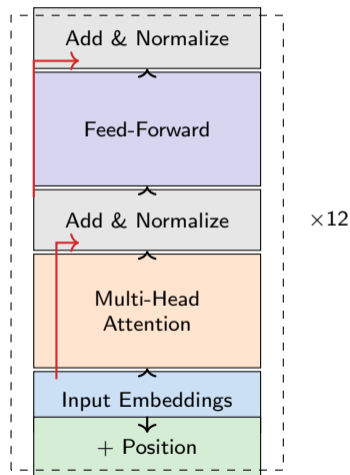 Add & Normalize
Feed-Forward
Add & Normalize
×12
Multi-Head
Attention
Input Embeddings
+ Position